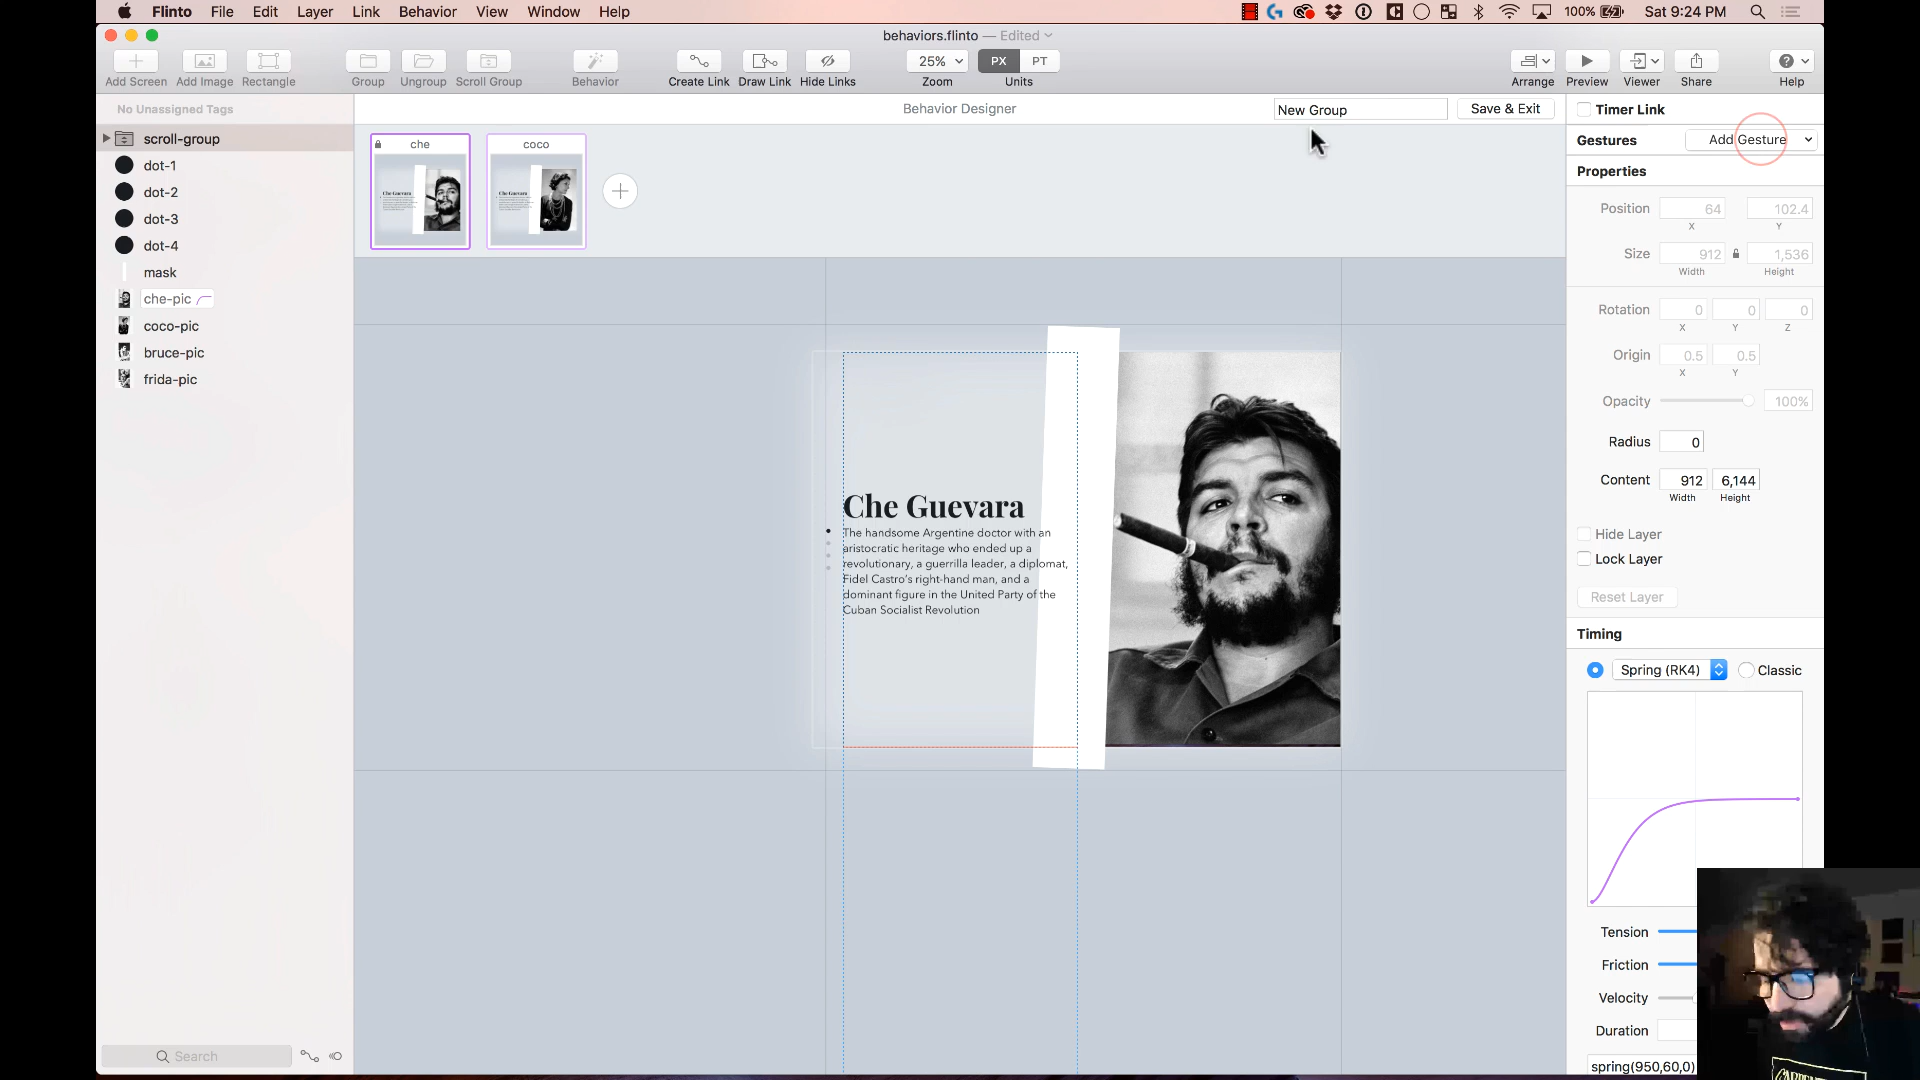 Flinto File Edit Layer Link Behavior View Window Help 100% Sat 9:24 PM
behaviors.flinto — Edited
25% PX PT
Add Screen Add Image Rectangle Group Ungroup Scroll Group Behavior Create Link Draw Link Hide Links Zoom Units Arrange Preview Viewer Share Help
No Unassigned Tags
Behavior Designer
New Group
Save & Exit
Timer Link
scroll-group
dot-1
dot-2
dot-3
dot-4
mask
che-pic
coco-pic
bruce-pic
frida-pic
Search
che
coco
Che Guevara
The handsome Argentine doctor with an
aristocratic heritage who ended up a
revolutionary, a guerrilla leader, a diplomat,
Fidel Castro's right-hand man, and a
dominant figure in the United Party of the
Cuban Socialist Revolution
Gestures Add Gesture
Properties
Position 64 102.4
X Y
Size 912 1,536
Width Height
Rotation 0 0 0
X Y Z
Origin 0.5 0.5
X Y
Opacity 100%
Radius 0
Content 912 6,144
Width Height
Hide Layer
Lock Layer
Reset Layer
Timing
Spring (RK4) Classic
Tension
Friction
Velocity
Duration
spring(950,60,0)